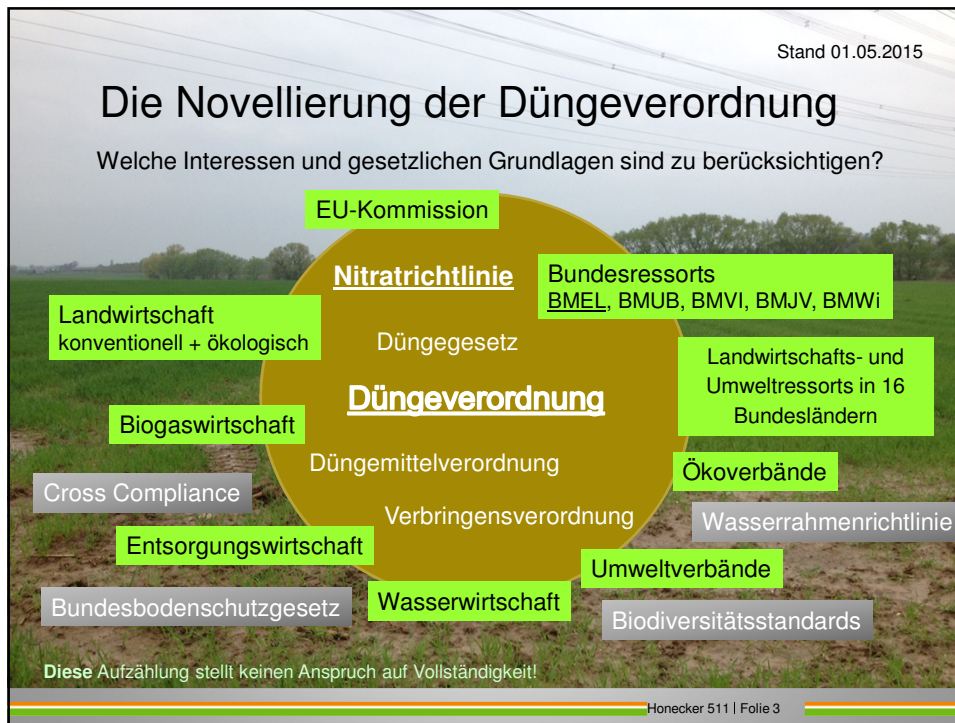 Stand 01.05.2015
Die Novellierung der Düngeverordnung
Welche Interessen und gesetzlichen Grundlagen sind zu berücksichtigen?
EU-Kommission
Nitratrichtlinie
Bundesressorts
BMEL, BMUB, BMVI, BMJV, BMWi
Landwirtschaft
konventionell + ökologisch
Düngegesetz
Landwirtschafts- und
Umweltressorts in 16
Bundesländern
Düngeverordnung
Biogaswirtschaft
Düngemittelverordnung
Ökoverbände
Cross Compliance
Verbringensverordnung
Wasserrahmenrichtlinie
Entsorgungswirtschaft
Umweltverbände
Bundesbodenschutzgesetz
Wasserwirtschaft
Biodiversitätsstandards
Diese Aufzählung stellt keinen Anspruch auf Vollständigkeit!
Honecker 511 | Folie 3